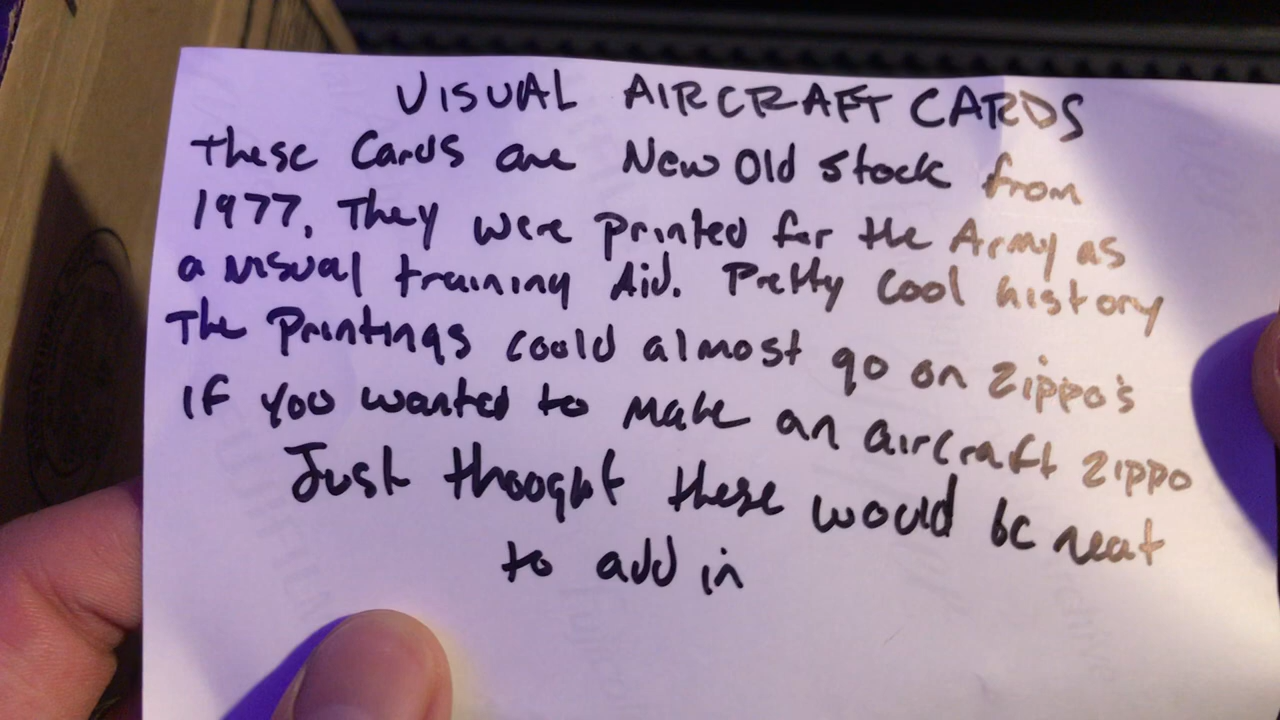 VISUAL AIRCRAFT CARDS
These Cards are New Old Stock from
1977. They were printed for the Army as
a visual training Aid. Pretty Cool history
The Printings could almost go on Zippo's
If you wanted to make an aircraft Zippo
Just thought these would be neat
to add in